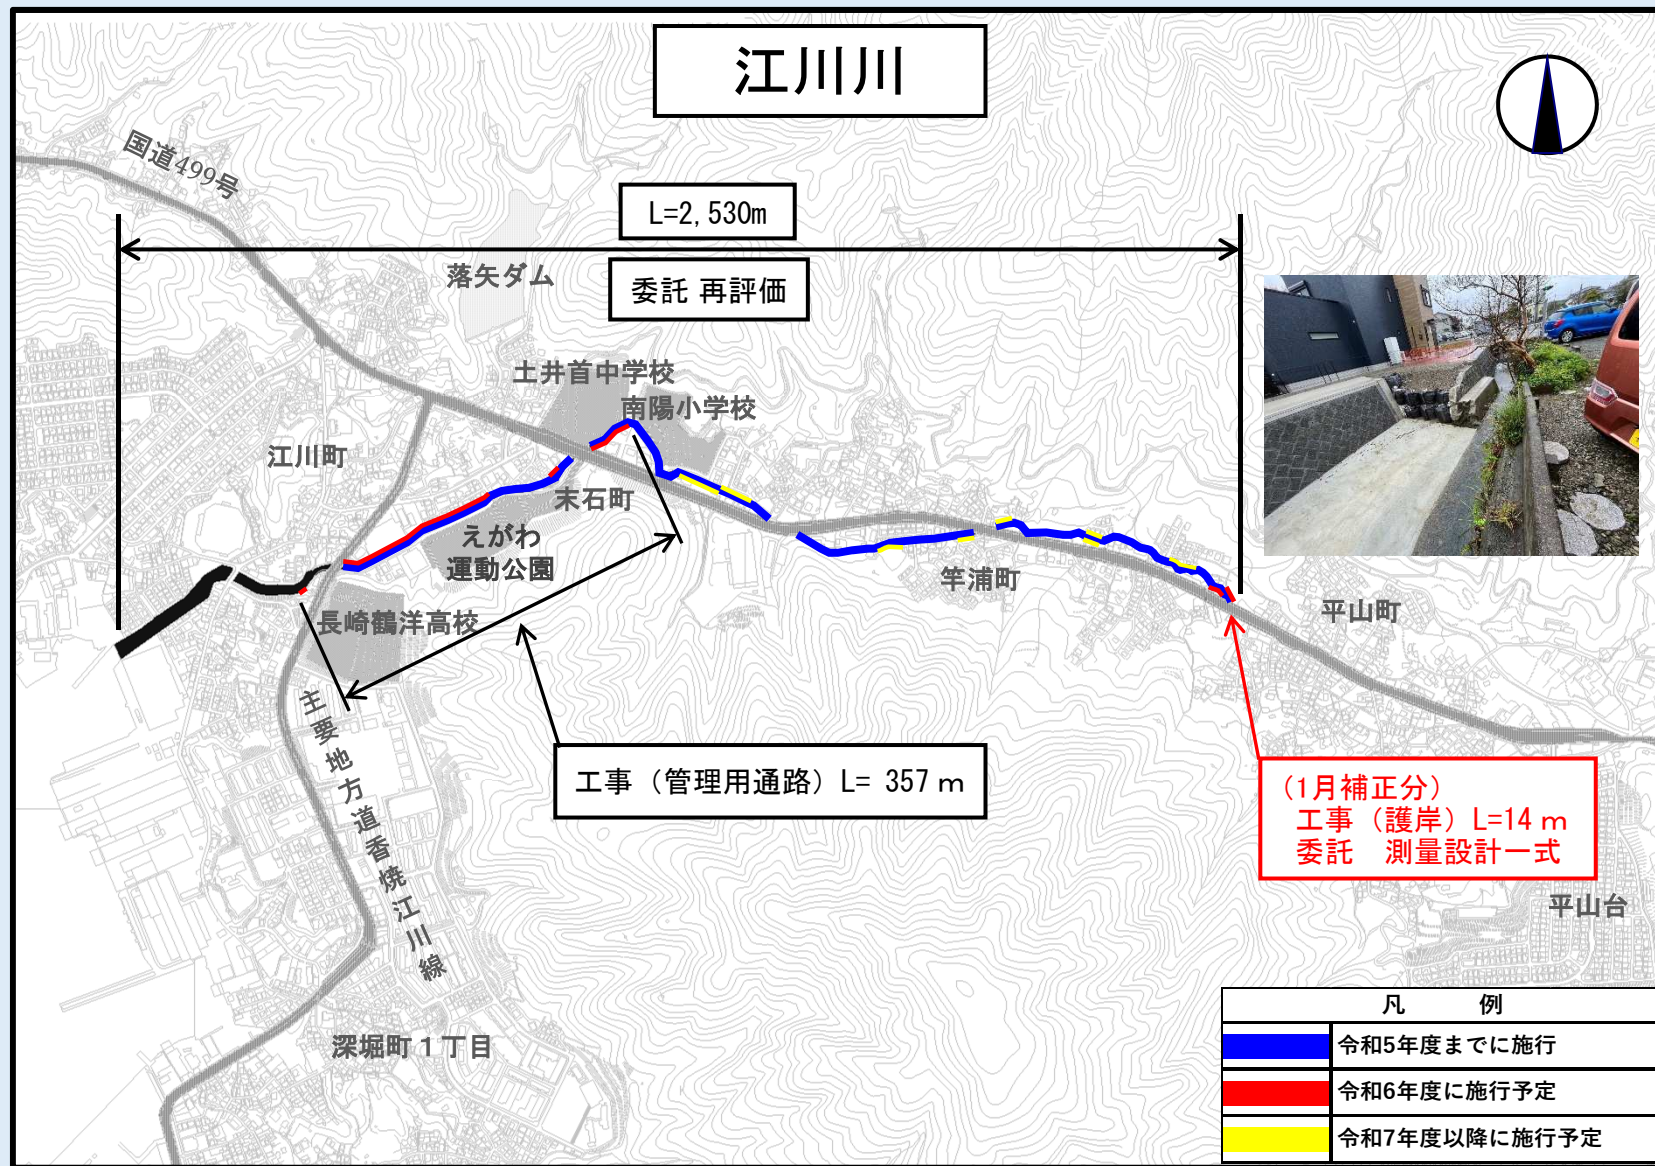 江川川
国道499号
L=2,530m
委託 再評価
落矢ダム
土井首中学校
南陽小学校
江川町
末石町
えがわ
運動公園
竿浦町
平山町
長崎鶴洋高校
主要地方道香焼江川線
工事（管理用通路）L= 357 m
（1月補正分）
工事（護岸）L=14 m
委託　測量設計一式
平山台
深堀町1丁目
凡　例
令和5年度までに施行
令和6年度に施行予定
令和7年度以降に施行予定